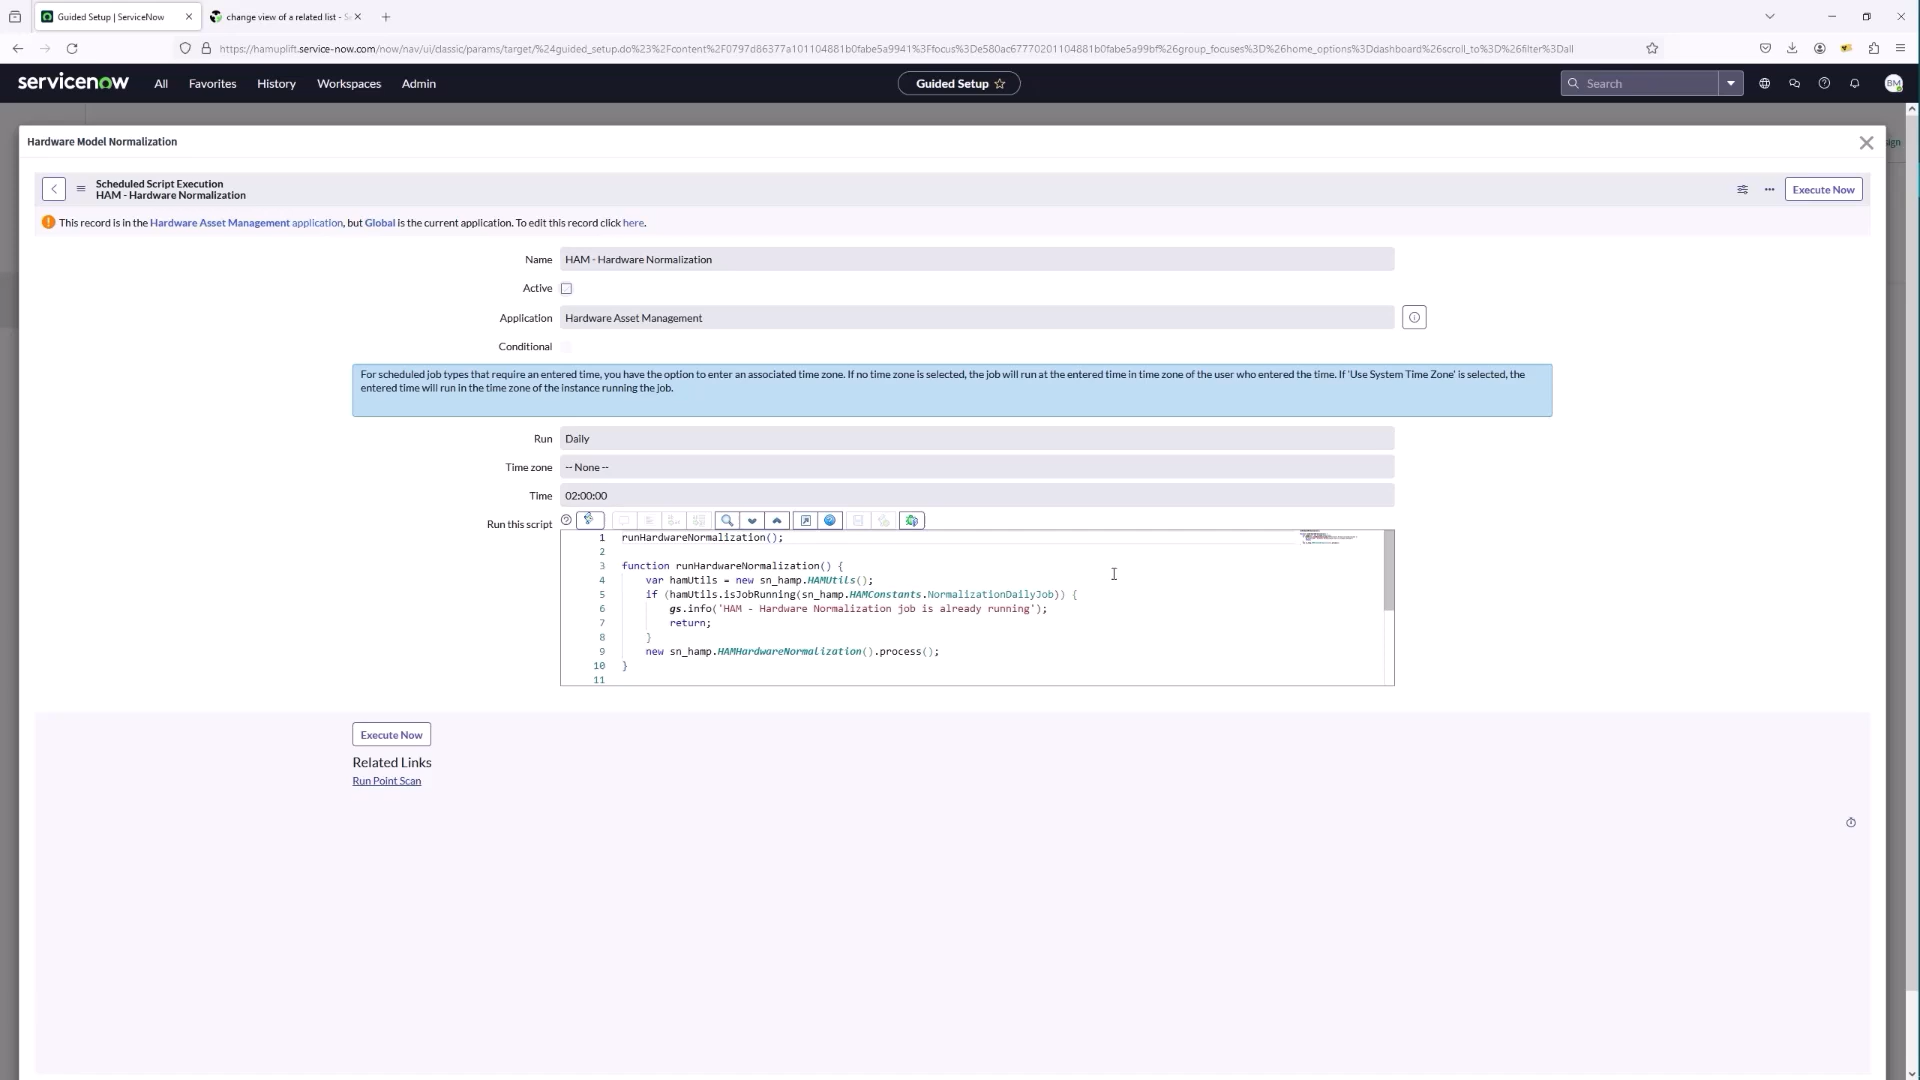 Guided Setup | ServiceNow
change view of a related list - S
https://hamuplift.service-now.com/now/nav/ui/classic/params/target/%24guided_setup.do%23%2Fcontent%2F0797d86377a101104881b0fabe5a9941%3Ffocus%3De580ac67770201104881b0fabe5a99bf%26group_focuses%3D%26home_options%3Ddashboard%26scroll_to%3D%26filter%3Dall
servicenow All Favorites History Workspaces Admin Guided Setup Search BM
Hardware Model Normalization
Scheduled Script Execution
HAM - Hardware Normalization
Execute Now
This record is in the Hardware Asset Management application, but Global is the current application. To edit this record click here.
Name HAM - Hardware Normalization
Active
Application Hardware Asset Management
Conditional
For scheduled job types that require an entered time, you have the option to enter an associated time zone. If no time zone is selected, the job will run at the entered time in time zone of the user who entered the time. If 'Use System Time Zone' is selected, the
entered time will run in the time zone of the instance running the job.
Run Daily
Time zone -- None --
Time 02:00:00
Run this script
1 runHardwareNormalization();
2
3 function runHardwareNormalization() {
4 var hamUtils = new sn_hamp.HAMUtils();
5 if (hamUtils.isJobRunning(sn_hamp.HAMConstants.NormalizationDailyJob)) {
6 gs.info('HAM - Hardware Normalization job is already running');
7 return;
8 }
9 new sn_hamp.HAMHardwareNormalization().process();
10 }
11
Execute Now
Related Links
Run Point Scan